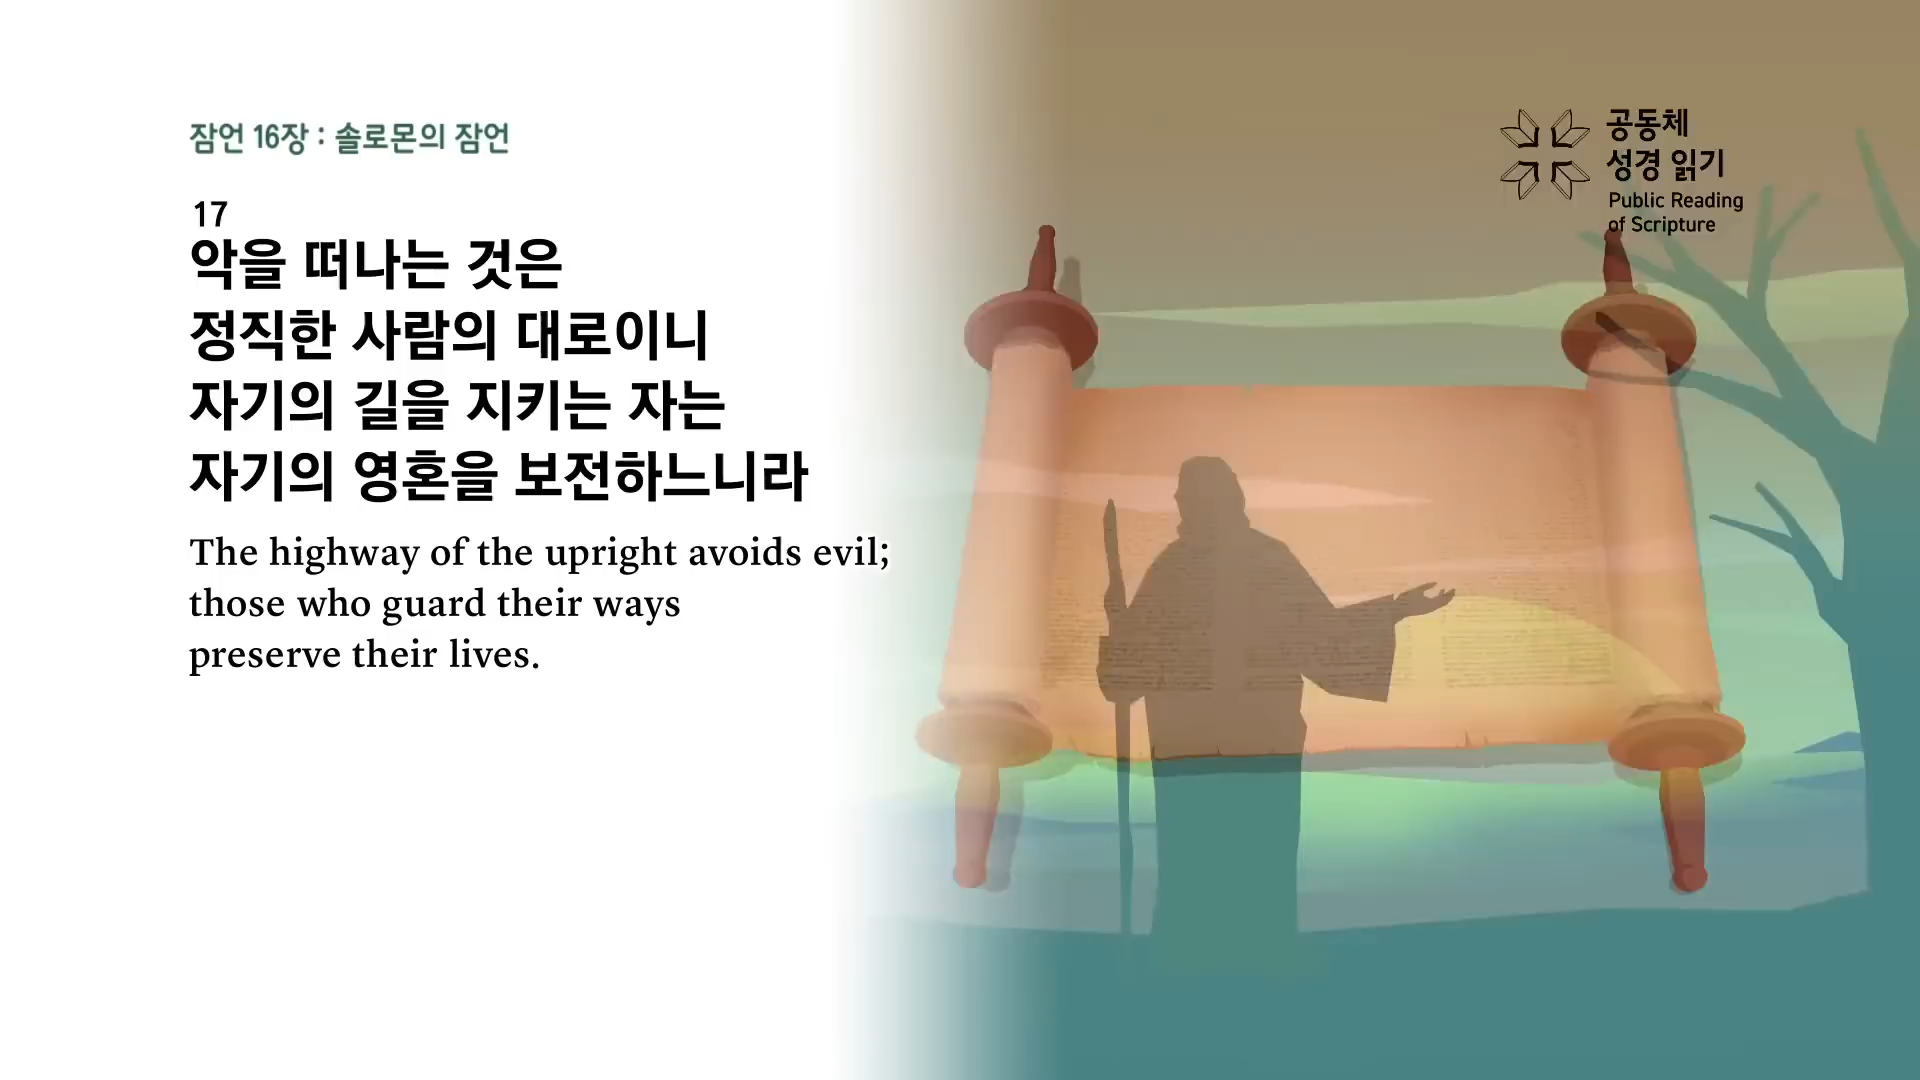 잠언 16장 : 솔로몬의 잠언
17
악을 떠나는 것은
정직한 사람의 대로이니
자기의 길을 지키는 자는
자기의 영혼을 보전하느니라
The highway of the upright avoids evil;
those who guard their ways
preserve their lives.
공동체
성경 읽기
Public Reading
of Scripture